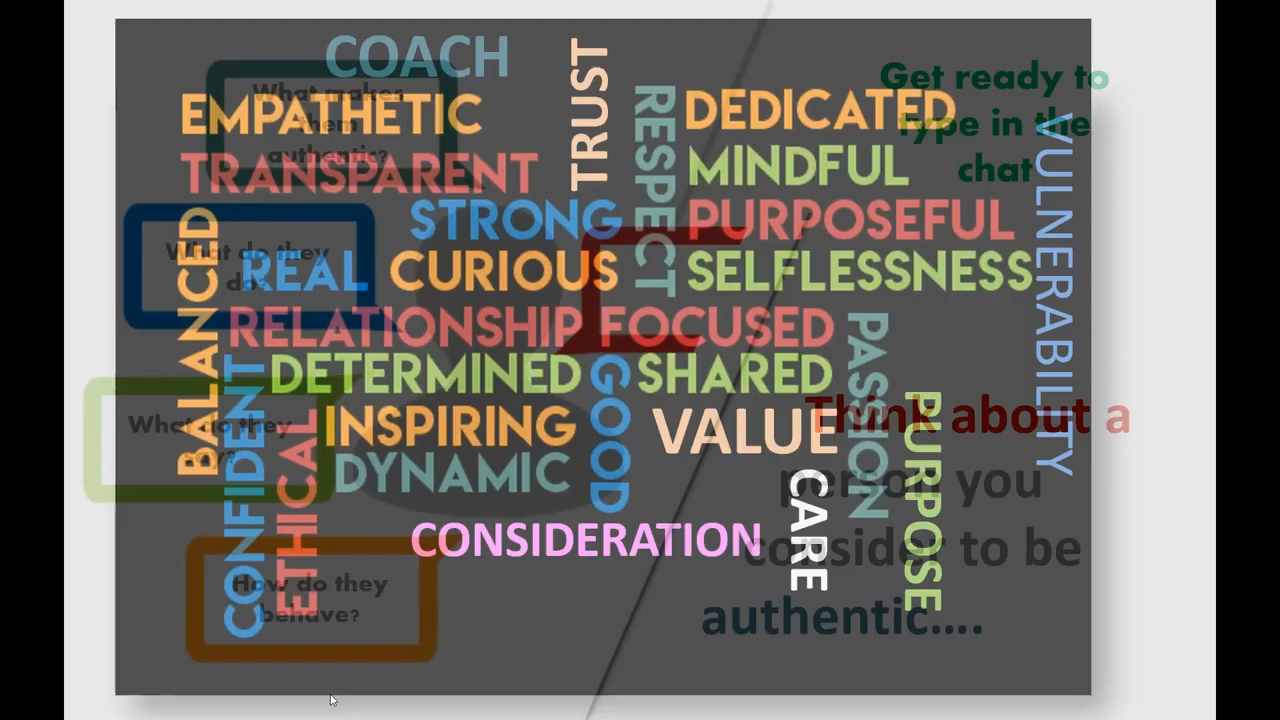 COACH
TRUST
EMPATHETIC
TRANSPARENT
RESPECT
DEDICATED
MINDFUL
STRONG
PURPOSEFUL
REAL
CURIOUS
SELFLESSNESS
VULNERABILITY
BALANCED
RELATIONSHIP FOCUSED
DETERMINED
SHARED
PASSION
CONFIDENT
ETHICAL
INSPIRING
GOOD
VALUE
PURPOSE
DYNAMIC
CARE
CONSIDERATION
What makes
them
authentic?
What do they
do?
What do they
say?
How do they
behave?
Get ready to
type in the
chat
Think about a
person you
consider to be
authentic....